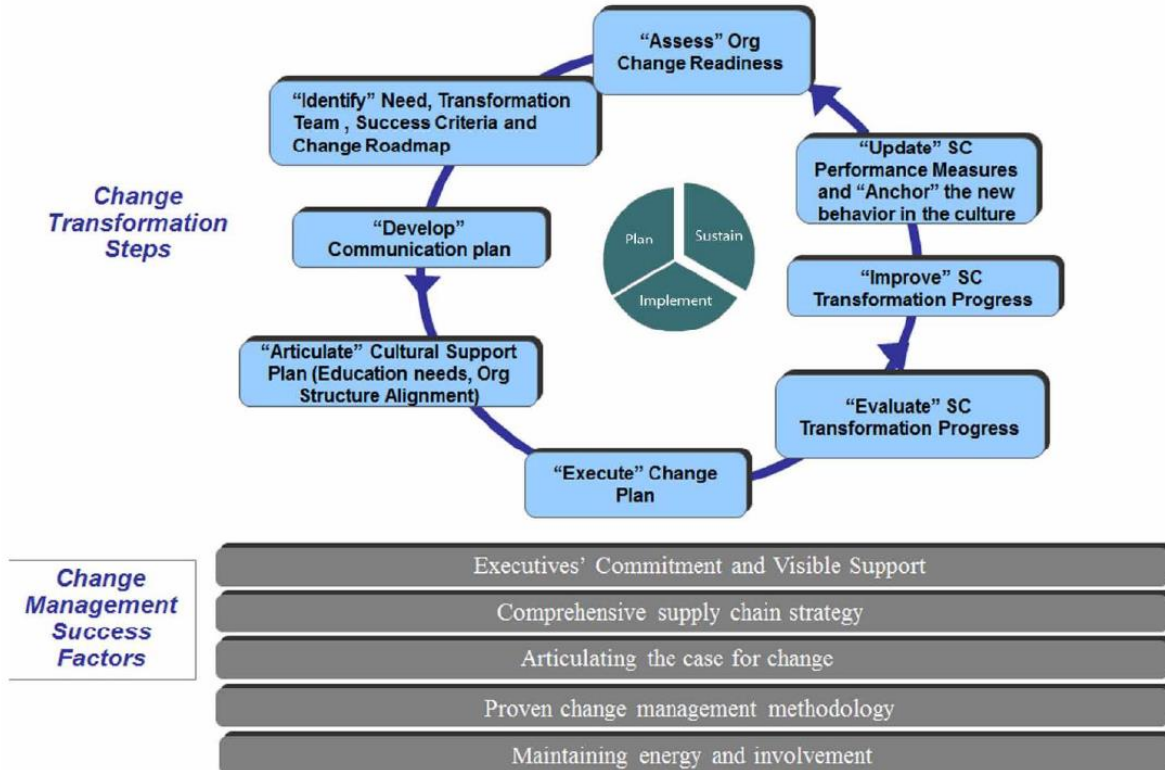 “Assess” Org
Change Readiness
“Identify” Need, Transformation
Team , Success Criteria and
Change Roadmap
“Update” SC
Performance Measures
and “Anchor” the new
behavior in the culture
Change
Transformation
Steps
“Develop”
Communication plan
Plan
Sustain
Implement
“Improve” SC
Transformation Progress
“Articulate” Cultural Support
Plan (Education needs, Org
Structure Alignment)
“Evaluate” SC
Transformation Progress
“Execute” Change
Plan
Change
Management
Success
Factors
Executives’ Commitment and Visible Support
Comprehensive supply chain strategy
Articulating the case for change
Proven change management methodology
Maintaining energy and involvement